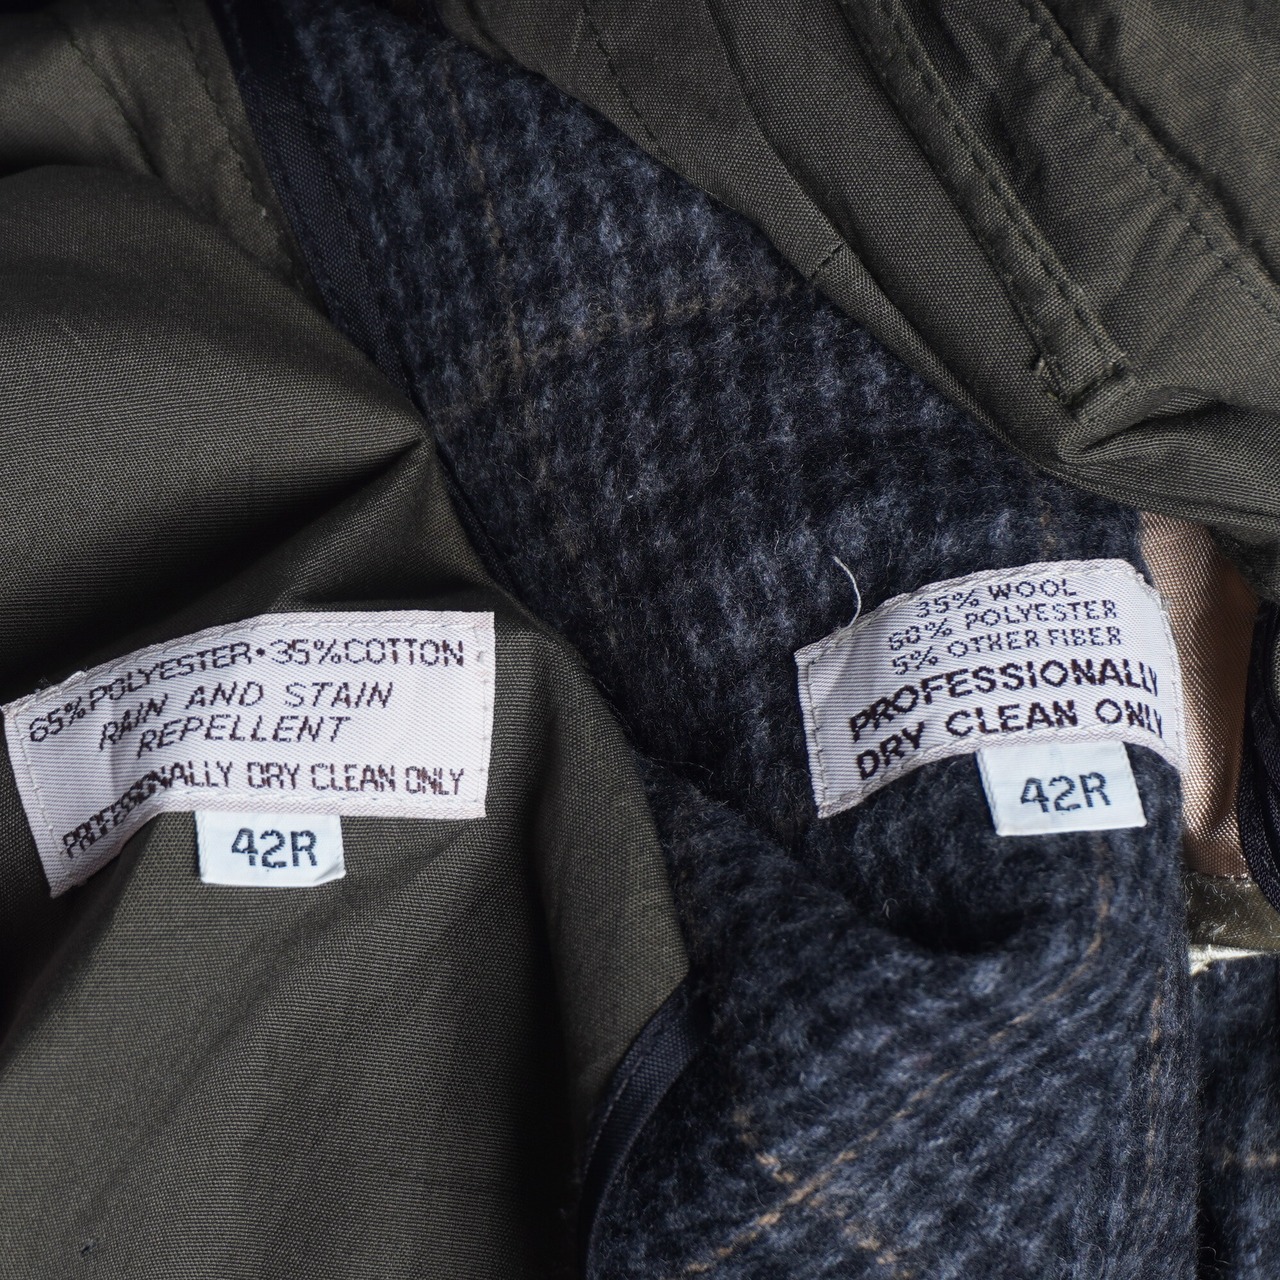 65% POLYESTER • 35% COTTON
RAIN AND STAIN
REPELLENT
PROFESSIONALLY DRY CLEAN ONLY
42R
35% WOOL
60% POLYESTER
5% OTHER FIBER
PROFESSIONALLY
DRY CLEAN ONLY
42R